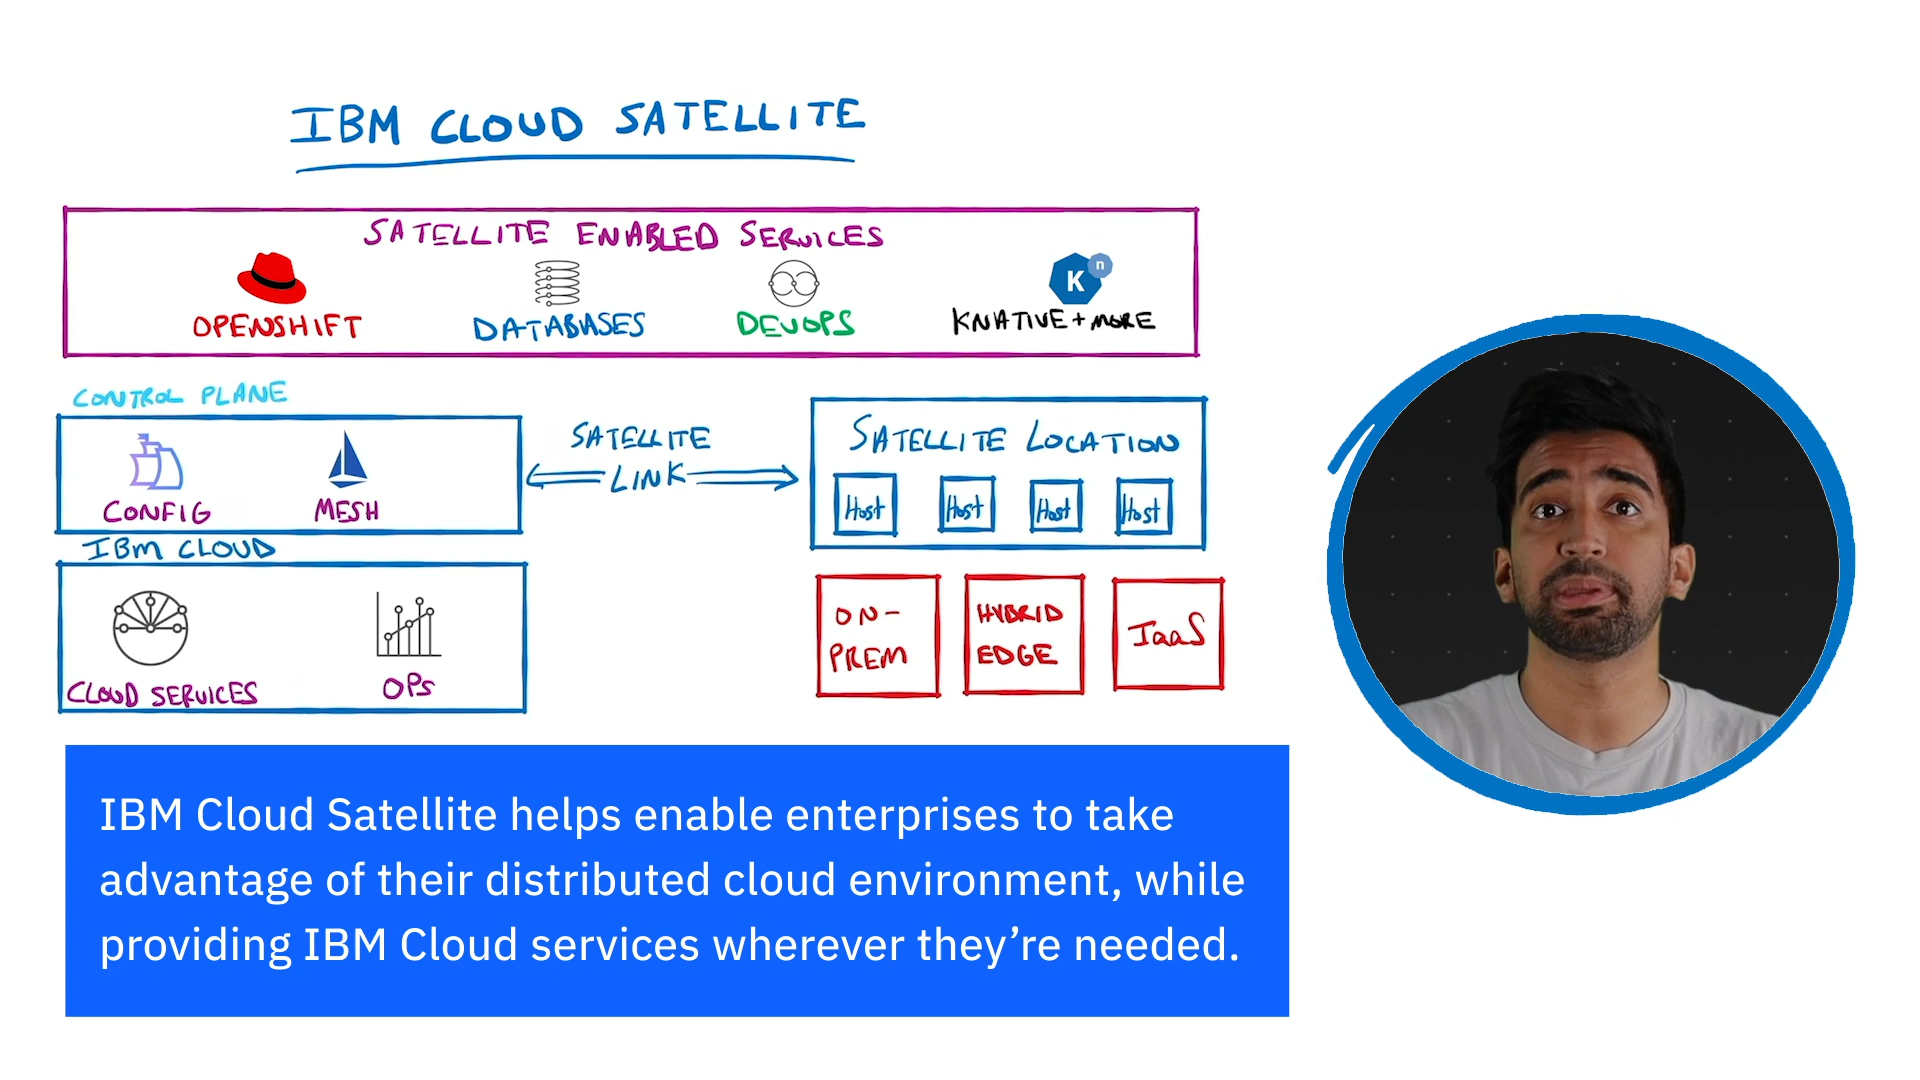 IBM CLOUD SATELLITE
SATELLITE ENABLED SERVICES
OPENSHIFT
DATABASES
DEVOPS
K
n
KNATIVE + MORE
CONTROL PLANE
CONFIG
MESH
SATELLITE
LINK
SATELLITE LOCATION
Host
Host
Host
Host
IBM CLOUD
CLOUD SERVICES
OPs
ON-
PREM
HYBRID
EDGE
IaaS
IBM Cloud Satellite helps enable enterprises to take
advantage of their distributed cloud environment, while
providing IBM Cloud services wherever they’re needed.